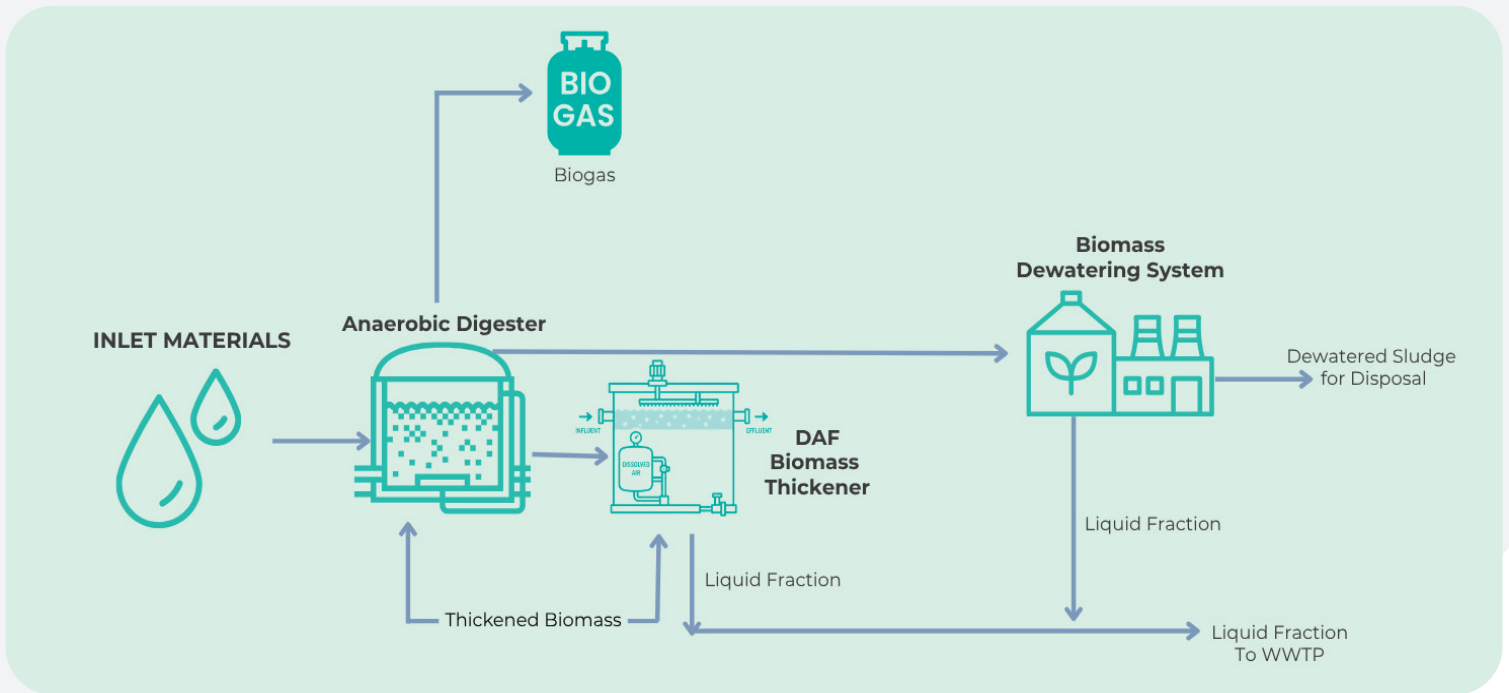 BIO
GAS
Biogas
Biomass
Dewatering System
INLET MATERIALS
Anaerobic Digester
Dewatered Sludge
for Disposal
INFLUENT
EFFLUENT
DISSOLVED
AIR
DAF
Biomass
Thickener
Liquid Fraction
Liquid Fraction
Thickened Biomass
Liquid Fraction
To WWTP